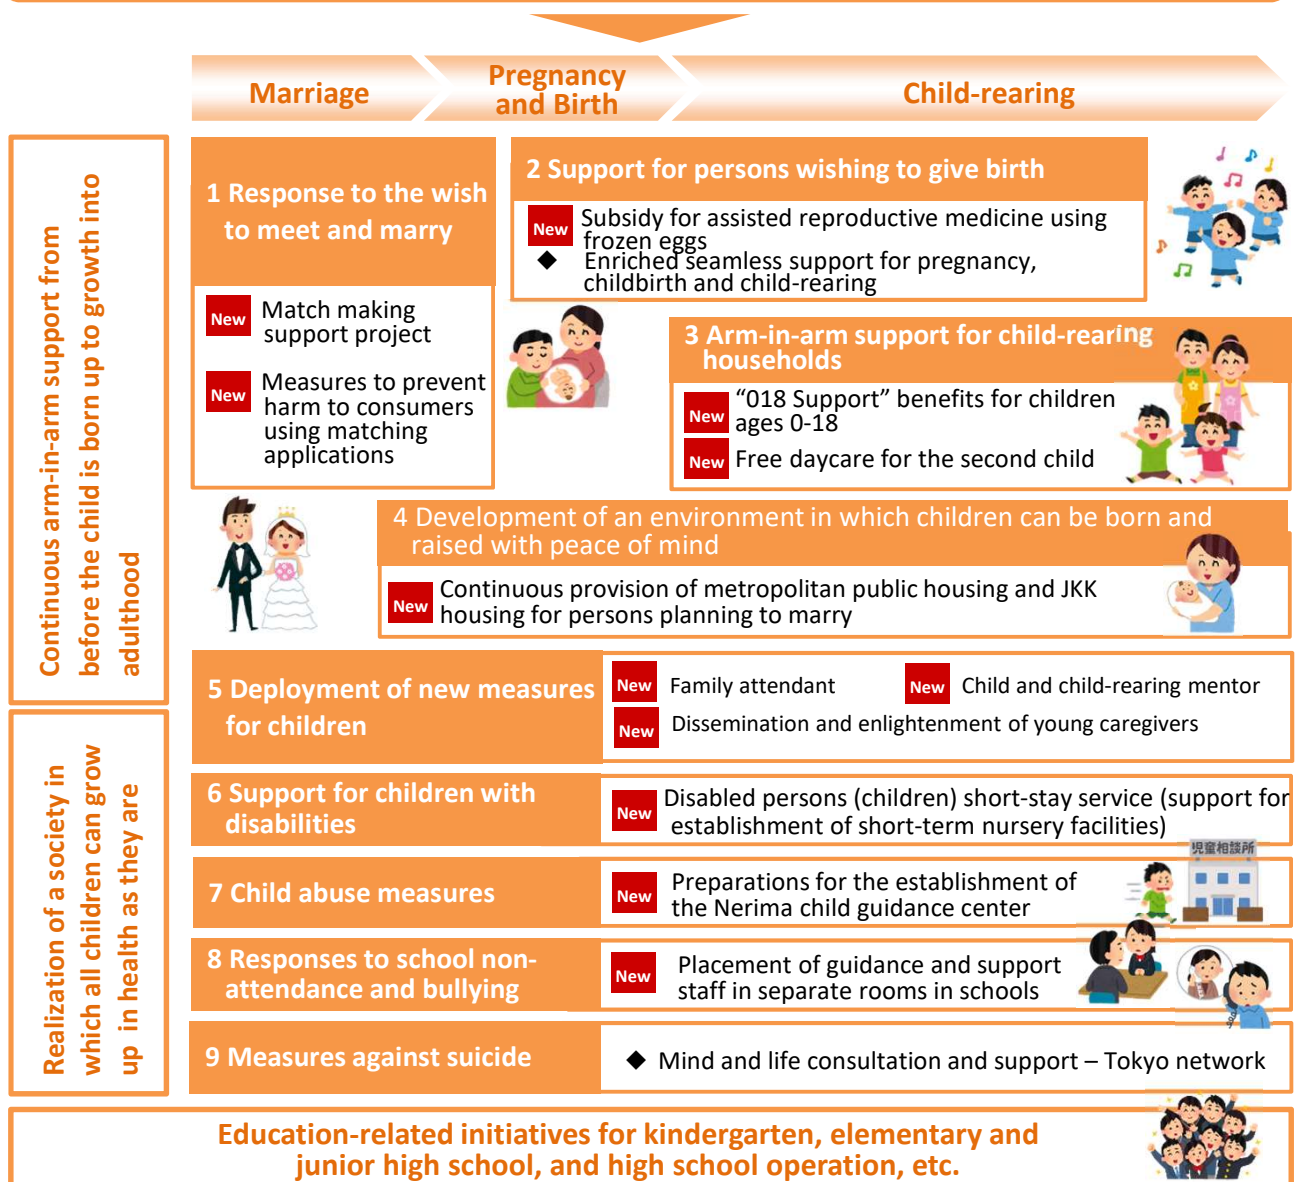 Marriage
Pregnancy
and Birth
Child-rearing
Continuous arm-in-arm support from
before the child is born up to growth into
adulthood
1 Response to the wish
to meet and marry
New
Match making
support project
New
Measures to prevent
harm to consumers
using matching
applications
2 Support for persons wishing to give birth
New
Subsidy for assisted reproductive medicine using
frozen eggs
◆ Enriched seamless support for pregnancy,
childbirth and child-rearing
3 Arm-in-arm support for child-rearing
households
New
“018 Support” benefits for children
ages 0-18
New
Free daycare for the second child
4 Development of an environment in which children can be born and
raised with peace of mind
New
Continuous provision of metropolitan public housing and JKK
housing for persons planning to marry
Realization of a society in
which all children can grow
up in health as they are
5 Deployment of new measures
for children
New
Family attendant
New
Child and child-rearing mentor
New
Dissemination and enlightenment of young caregivers
6 Support for children with
disabilities
New
Disabled persons (children) short-stay service (support for
establishment of short-term nursery facilities)
7 Child abuse measures
New
Preparations for the establishment of
the Nerima child guidance center
児童相談所
8 Responses to school non-
attendance and bullying
New
Placement of guidance and support
staff in separate rooms in schools
9 Measures against suicide
◆ Mind and life consultation and support – Tokyo network
Education-related initiatives for kindergarten, elementary and
junior high school, and high school operation, etc.